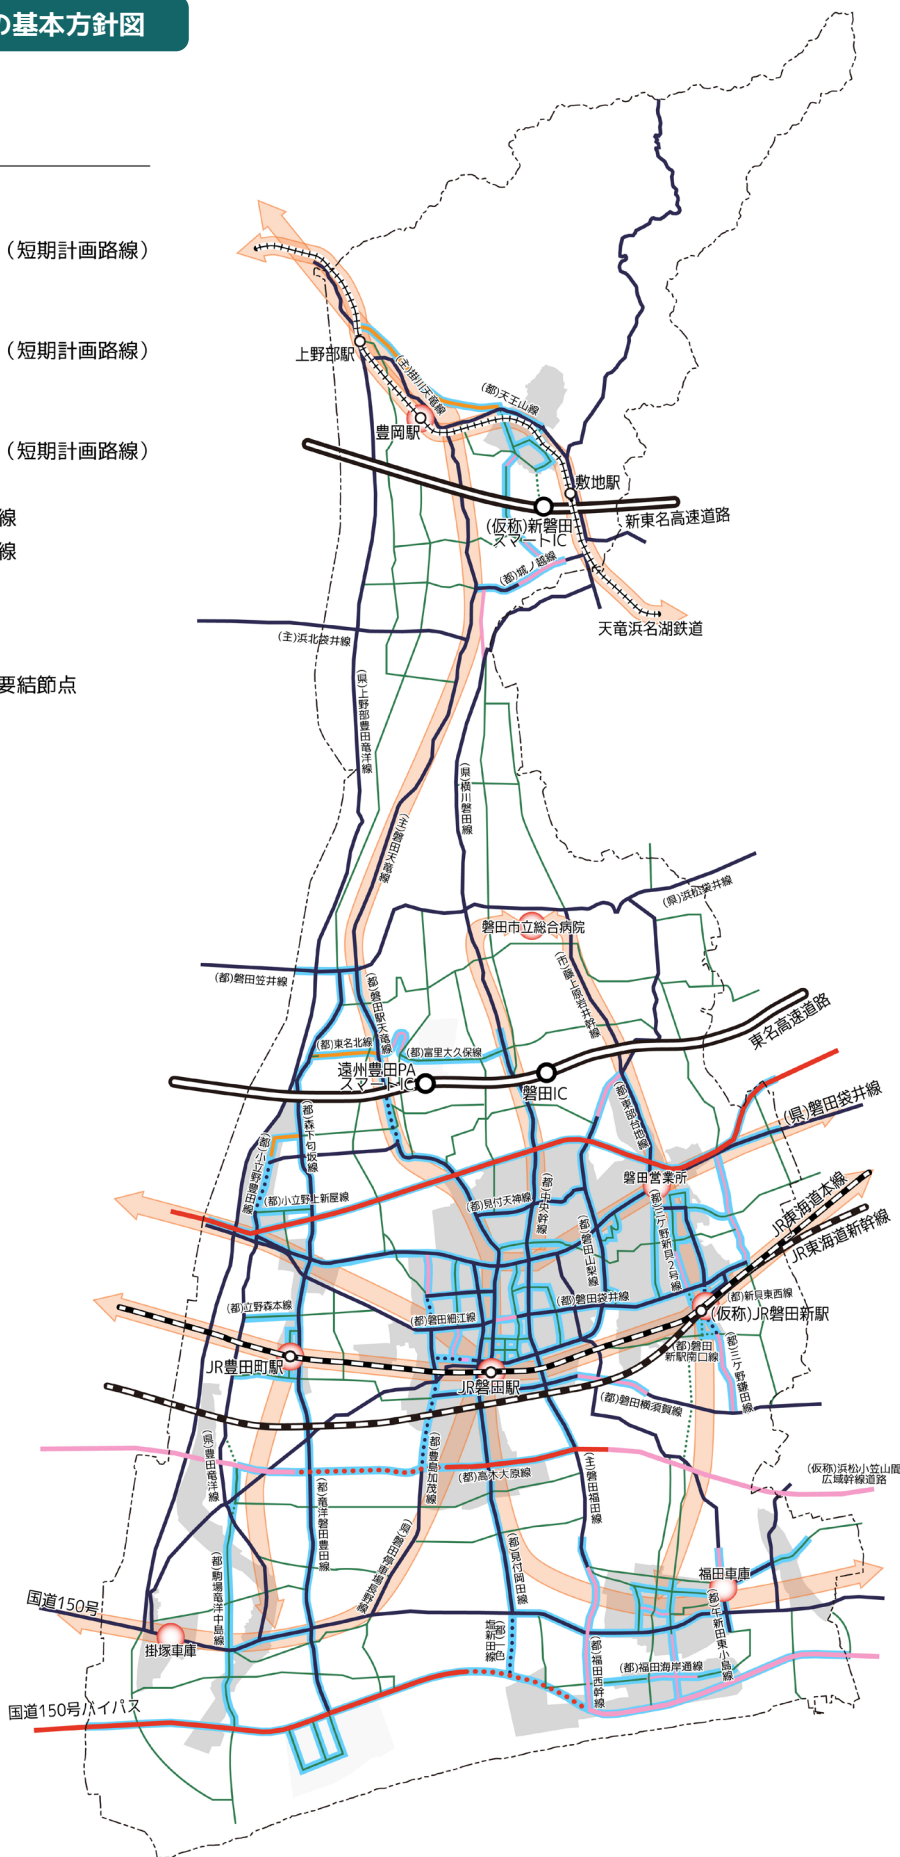 の基本方針図
（短期計画路線）
（短期計画路線）
（短期計画路線）
線
線
要結節点
上野部駅
(主)掛川天竜線
(都)天王山線
豊岡駅
敷地駅
新東名高速道路
(仮称)新磐田
スマートIC
(都)城ノ越線
天竜浜名湖鉄道
(主)浜北袋井線
(県)上野部豊田竜洋線
(県)横川磐田線
(主)磐田天竜線
(県)浜松袋井線
磐田市立総合病院
(市)藤上原岩井幹線
(都)磐田笠井線
(都)磐田駅天竜線
(都)東名北線
(都)富里大久保線
東名高速道路
遠州豊田PA
スマートIC
磐田IC
(都)森下匂坂線
(都)東部台地線
(県)磐田袋井線
(都)小立野豊田線
磐田営業所
(都)小立野上新屋線
(都)見付天神線
(都)中央幹線
(都)磐田山梨線
(都)三ケ野新貝2号線
JR東海道本線
JR東海道新幹線
(都)立野森本線
(都)磐田細江線
(都)磐田袋井線
(都)新貝東西線
(仮称)JR磐田新駅
JR豊田町駅
JR磐田駅
(都)磐田
新駅南口線
(都)三ケ野鎌田線
(都)磐田横須賀線
(県)豊田竜洋線
(都)豊島加茂線
(都)高木大原線
(主)磐田福田線
(仮称)浜松小笠山間
広域幹線道路
(都)竜洋磐田豊田線
(県)磐田停車場長野線
(都)見付岡田線
(都)駒場竜洋中島線
福田車庫
国道150号
掛塚車庫
(都)塩新田一色線
(都)福田西幹線
(都)福田海岸通線
(都)午新田東小島線
国道150号バイパス